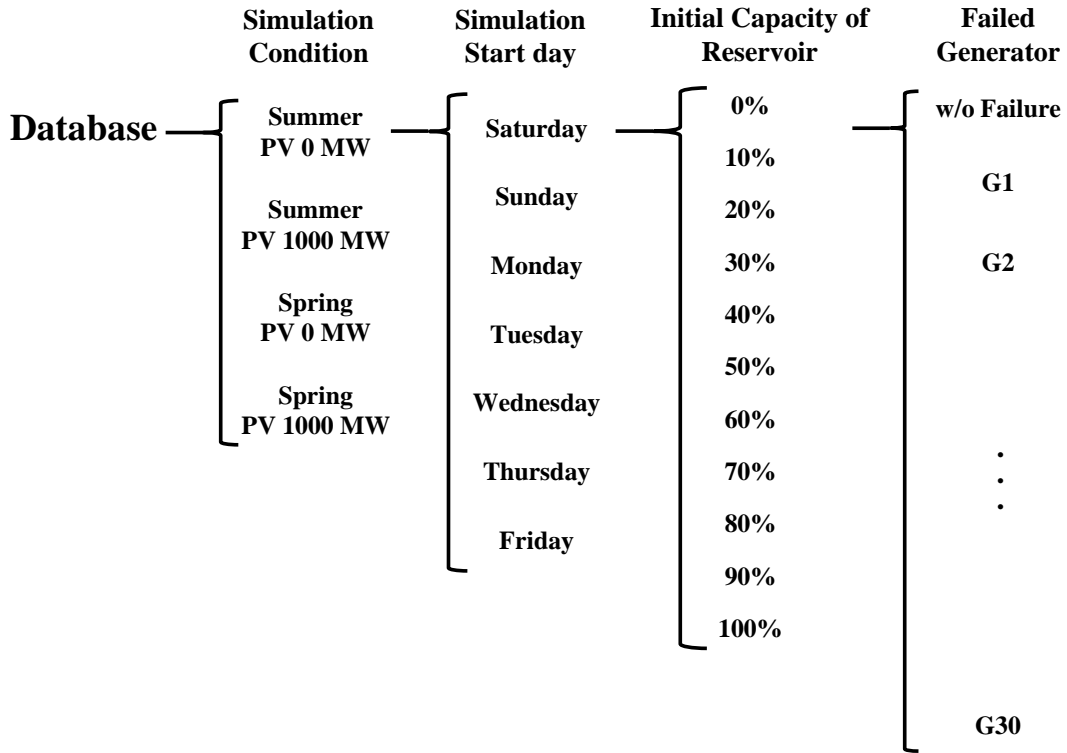 Simulation
Condition
Simulation
Start day
Initial Capacity of
Reservoir
Failed
Generator
Database
Summer
PV 0 MW
Summer
PV 1000 MW
Spring
PV 0 MW
Spring
PV 1000 MW
Saturday
Sunday
Monday
Tuesday
Wednesday
Thursday
Friday
0%
10%
20%
30%
40%
50%
60%
70%
80%
90%
100%
w/o Failure
G1
G2
.
.
.
G30